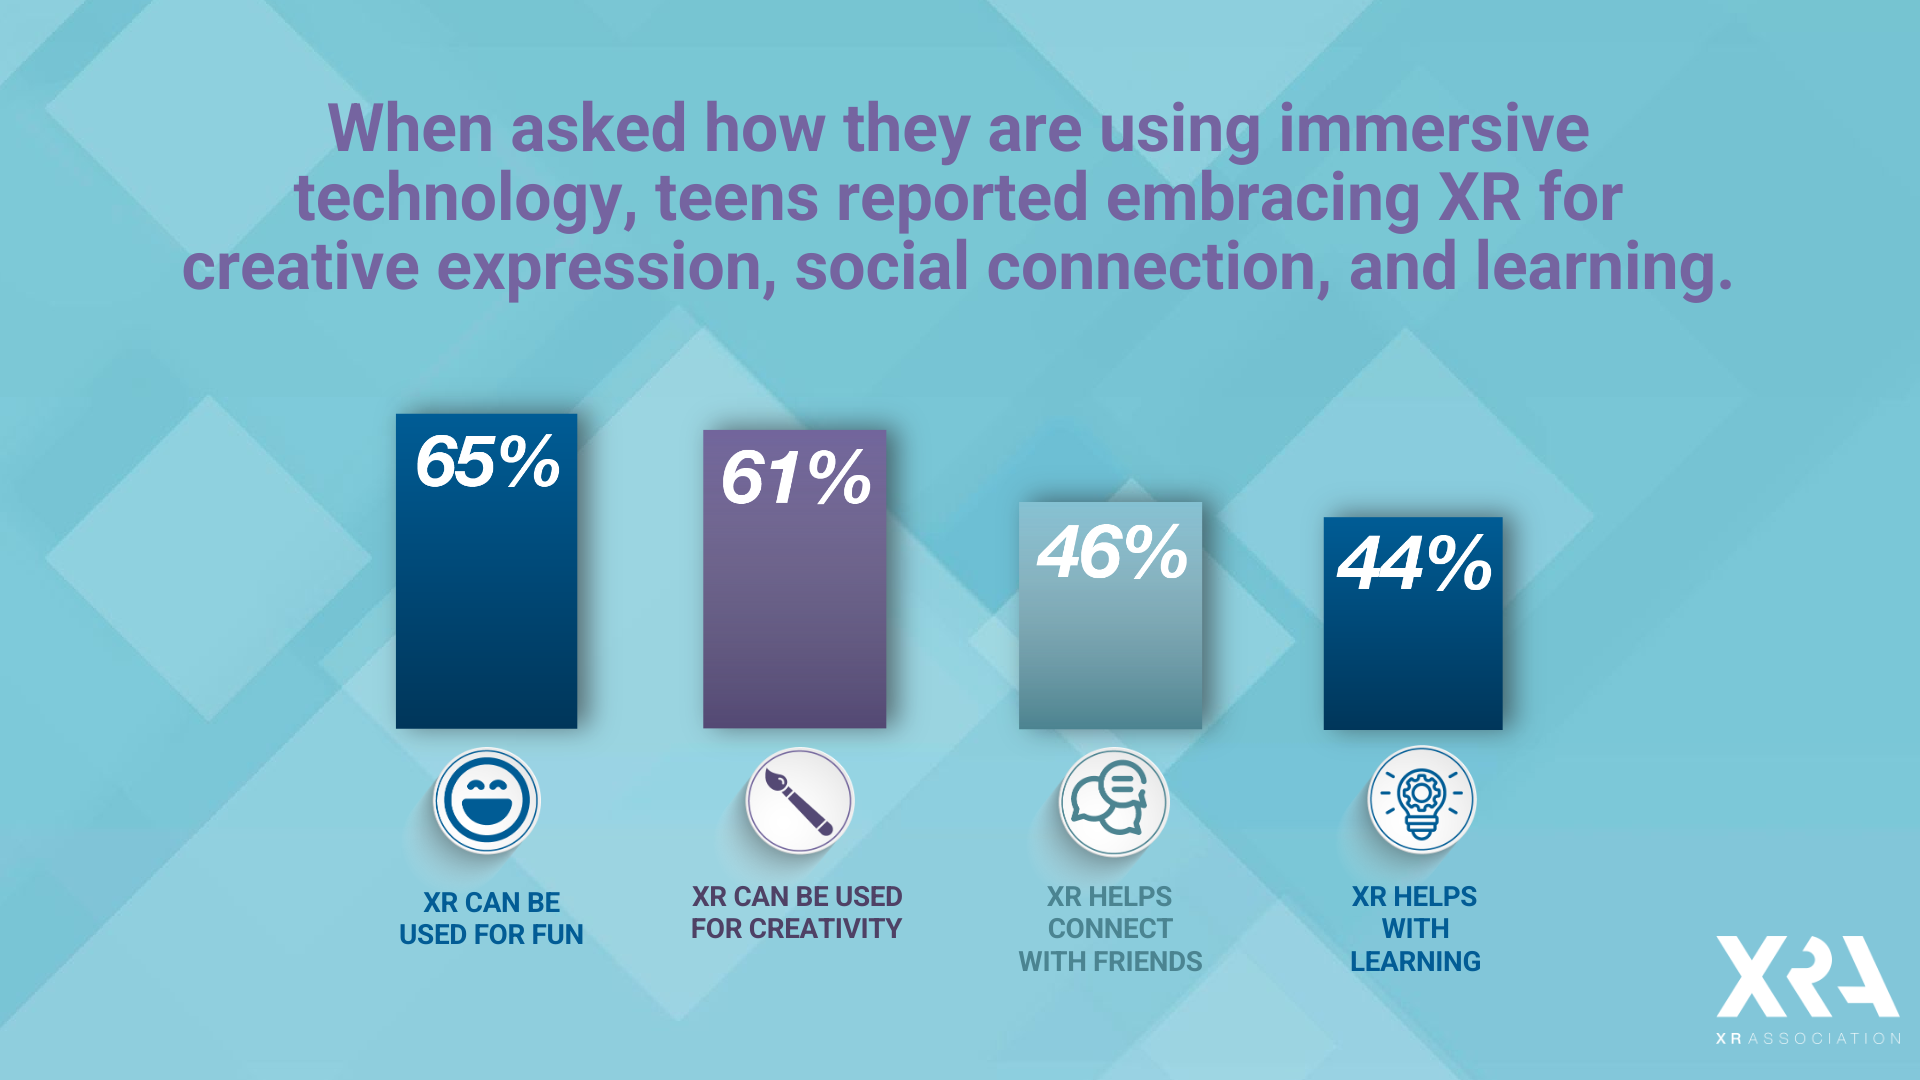 When asked how they are using immersive
technology, teens reported embracing XR for
creative expression, social connection, and learning.
65%
61%
46%
44%
XR CAN BE
USED FOR FUN
XR CAN BE USED
FOR CREATIVITY
XR HELPS
CONNECT
WITH FRIENDS
XR HELPS
WITH
LEARNING
XRA
XR ASSOCIATION